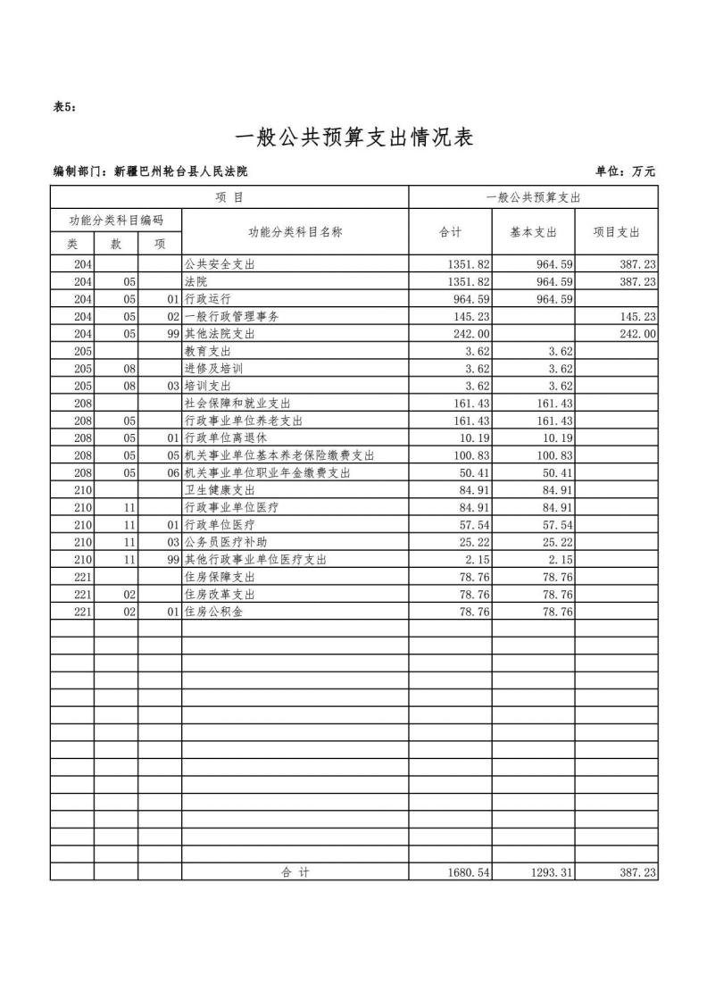 表5:
一般公共预算支出情况表
编制部门：新疆巴州轮台县人民法院 单位：万元
项 目 一般公共预算支出
功能分类科目编码 功能分类科目名称 合计 基本支出 项目支出
类 款 项
204 公共安全支出 1351.82 964.59 387.23
204 05 法院 1351.82 964.59 387.23
204 05 01 行政运行 964.59 964.59
204 05 02 一般行政管理事务 145.23 145.23
204 05 99 其他法院支出 242.00 242.00
205 教育支出 3.62 3.62
205 08 进修及培训 3.62 3.62
205 08 03 培训支出 3.62 3.62
208 社会保障和就业支出 161.43 161.43
208 05 行政事业单位养老支出 161.43 161.43
208 05 01 行政单位离退休 10.19 10.19
208 05 05 机关事业单位基本养老保险缴费支出 100.83 100.83
208 05 06 机关事业单位职业年金缴费支出 50.41 50.41
210 卫生健康支出 84.91 84.91
210 11 行政事业单位医疗 84.91 84.91
210 11 01 行政单位医疗 57.54 57.54
210 11 03 公务员医疗补助 25.22 25.22
210 11 99 其他行政事业单位医疗支出 2.15 2.15
221 住房保障支出 78.76 78.76
221 02 住房改革支出 78.76 78.76
221 02 01 住房公积金 78.76 78.76
合 计 1680.54 1293.31 387.23